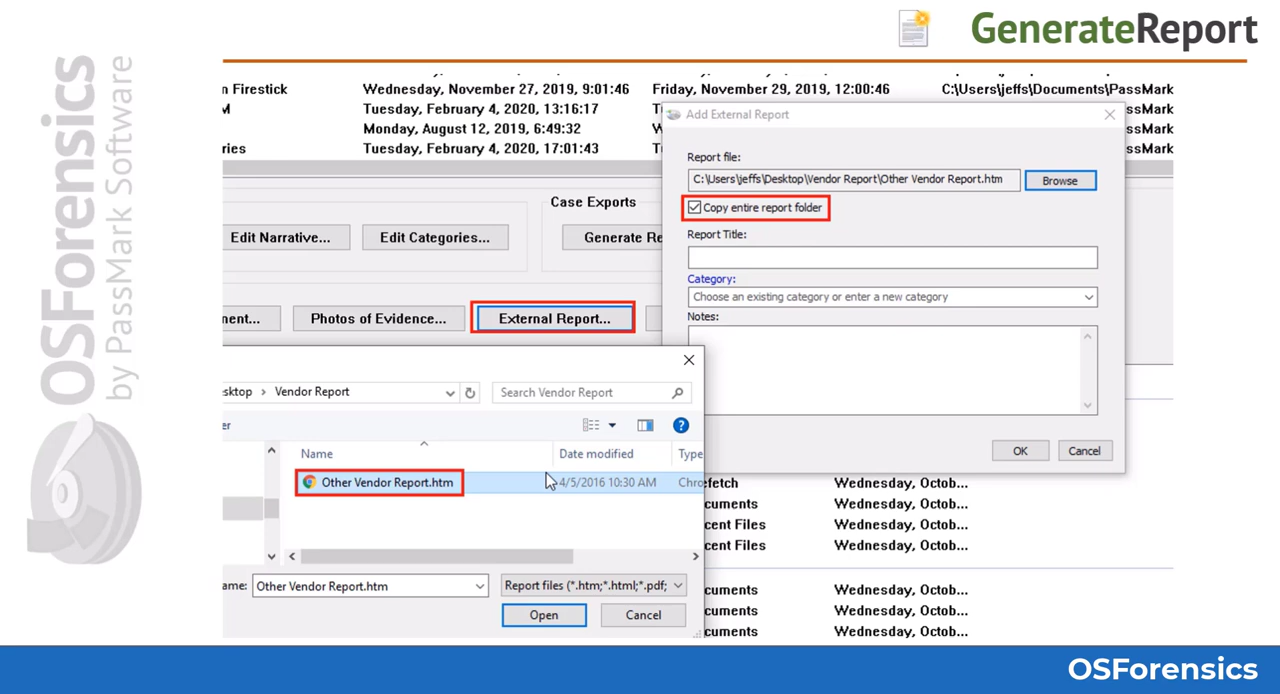 GenerateReport
OSForensics
by PassMark Software
n Firestick Wednesday, November 27, 2019, 9:01:46 Friday, November 29, 2019, 12:00:46 C:\Users\jeffs\Documents\PassMark
M Tuesday, February 4, 2020, 13:16:17
Monday, August 12, 2019, 6:49:32
ries Tuesday, February 4, 2020, 17:01:43
ssMark
ssMark
ssMark
Case Exports
Edit Narrative...
Edit Categories...
Generate Re
nent...
Photos of Evidence...
External Report...
Add External Report
Report file:
C:\Users\jeffs\Desktop\Vendor Report\Other Vendor Report.htm
Browse
Copy entire report folder
Report Title:
Category:
Choose an existing category or enter a new category
Notes:
OK
Cancel
sktop > Vendor Report
Search Vendor Report
er
Name Date modified Type
Other Vendor Report.htm 4/5/2016 10:30 AM Chro
ame: Other Vendor Report.htm
Report files (*.htm;*.html;*.pdf;
Open
Cancel
efetch Wednesday, Octob...
cuments Wednesday, Octob...
cent Files Wednesday, Octob...
cent Files Wednesday, Octob...
cuments Wednesday, Octob...
cuments Wednesday, Octob...
cuments Wednesday, Octob...
OSForensics